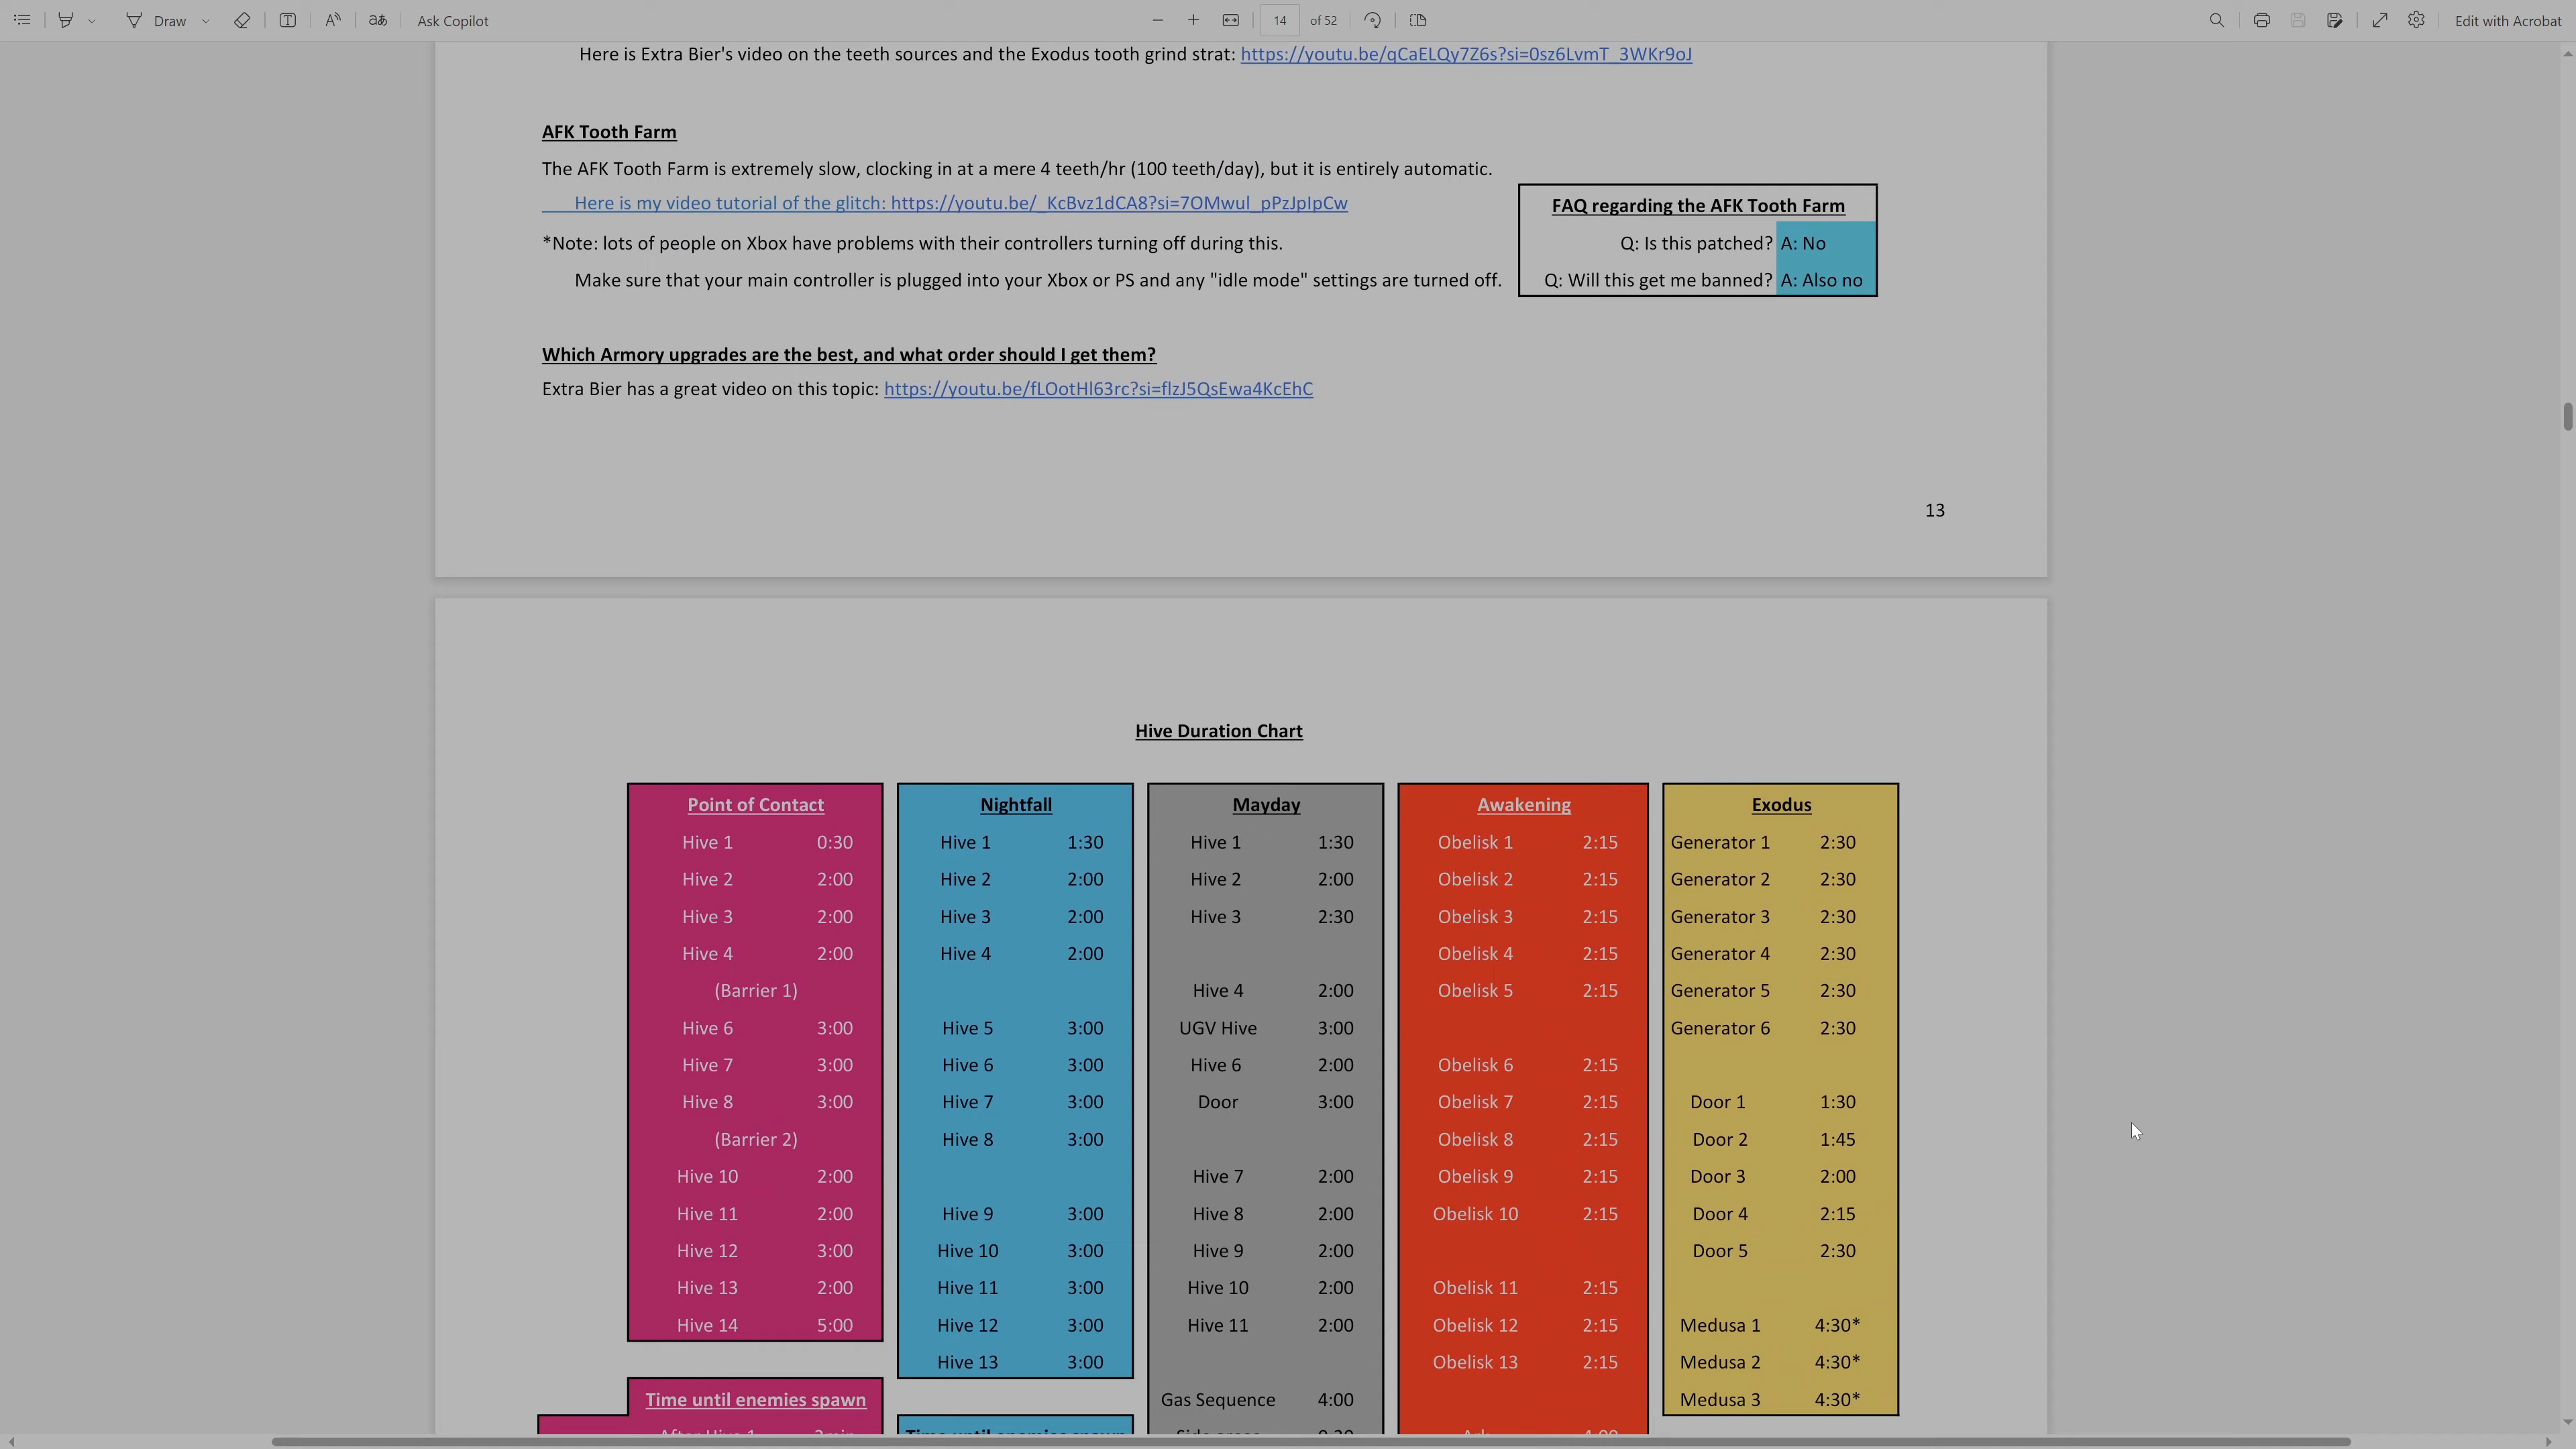 Draw
aあ
Ask Copilot
14 of 52
Edit with Acrobat
Here is Extra Bier's video on the teeth sources and the Exodus tooth grind strat: https://youtu.be/qCaELQy7Z6s?si=0sz6LvmT_3WKr9oJ
AFK Tooth Farm
The AFK Tooth Farm is extremely slow, clocking in at a mere 4 teeth/hr (100 teeth/day), but it is entirely automatic.
Here is my video tutorial of the glitch: https://youtu.be/_KcBvz1dCA8?si=7OMwul_pPzJpIpCw
*Note: lots of people on Xbox have problems with their controllers turning off during this.
Make sure that your main controller is plugged into your Xbox or PS and any "idle mode" settings are turned off.
FAQ regarding the AFK Tooth Farm
Q: Is this patched? A: No
Q: Will this get me banned? A: Also no
Which Armory upgrades are the best, and what order should I get them?
Extra Bier has a great video on this topic: https://youtu.be/fLOotHl63rc?si=flzJ5QsEwa4KcEhC
13
Hive Duration Chart
Point of Contact
Hive 1 0:30
Hive 2 2:00
Hive 3 2:00
Hive 4 2:00
(Barrier 1)
Hive 6 3:00
Hive 7 3:00
Hive 8 3:00
(Barrier 2)
Hive 10 2:00
Hive 11 2:00
Hive 12 3:00
Hive 13 2:00
Hive 14 5:00
Time until enemies spawn
After Hive 1 2min
Nightfall
Hive 1 1:30
Hive 2 2:00
Hive 3 2:00
Hive 4 2:00
Hive 5 3:00
Hive 6 3:00
Hive 7 3:00
Hive 8 3:00
Hive 9 3:00
Hive 10 3:00
Hive 11 3:00
Hive 12 3:00
Hive 13 3:00
Time until enemies spawn
Mayday
Hive 1 1:30
Hive 2 2:00
Hive 3 2:30
Hive 4 2:00
UGV Hive 3:00
Hive 6 2:00
Door 3:00
Hive 7 2:00
Hive 8 2:00
Hive 9 2:00
Hive 10 2:00
Hive 11 2:00
Gas Sequence 4:00
Awakening
Obelisk 1 2:15
Obelisk 2 2:15
Obelisk 3 2:15
Obelisk 4 2:15
Obelisk 5 2:15
Obelisk 6 2:15
Obelisk 7 2:15
Obelisk 8 2:15
Obelisk 9 2:15
Obelisk 10 2:15
Obelisk 11 2:15
Obelisk 12 2:15
Obelisk 13 2:15
Exodus
Generator 1 2:30
Generator 2 2:30
Generator 3 2:30
Generator 4 2:30
Generator 5 2:30
Generator 6 2:30
Door 1 1:30
Door 2 1:45
Door 3 2:00
Door 4 2:15
Door 5 2:30
Medusa 1 4:30*
Medusa 2 4:30*
Medusa 3 4:30*